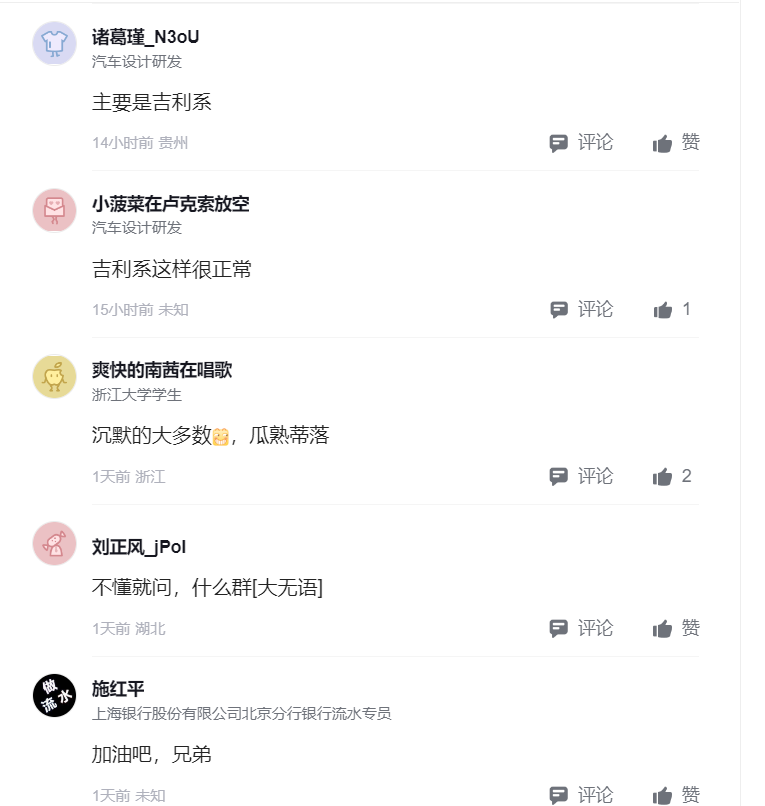 诸葛瑾_N3oU
汽车设计研发
主要是吉利系
14小时前 贵州 评论 赞
小菠菜在卢克索放空
汽车设计研发
吉利系这样很正常
15小时前 未知 评论 1
爽快的南茜在唱歌
浙江大学学生
沉默的大多数，瓜熟蒂落
1天前 浙江 评论 2
刘正风_jPoI
不懂就问，什么群[大无语]
1天前 湖北 评论 赞
做
流水
施红平
上海银行股份有限公司北京分行银行流水专员
加油吧，兄弟
1天前 未知 评论 赞